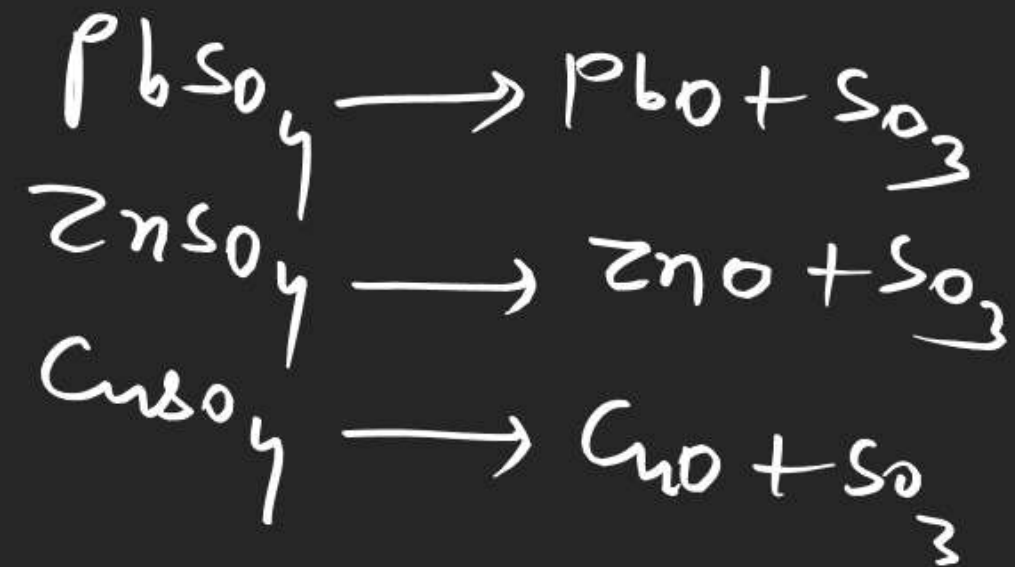 PbSO₄ ⟶ PbO + SO₃
ZnSO₄ ⟶ ZnO + SO₃
CuSO₄ ⟶ CuO + SO₃